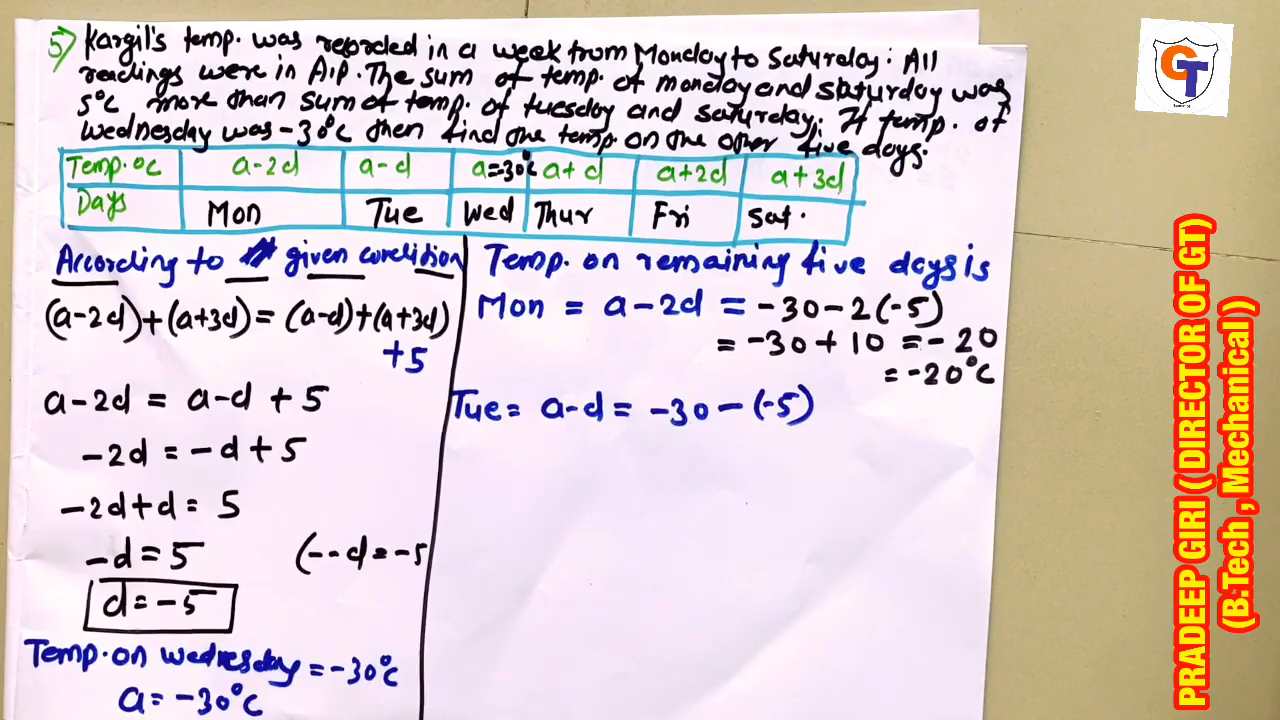 5) Kargil's temp. was recorded in a week from Monday to Saturday. All
readings were in A.P. The sum of temp. of monday and saturday was
5°C more than sum of temp. of tuesday and saturday. If temp. of
Wednesday was -30°C then find the temp on the other five days.
Temp.°C a-2d a-d a=-30°C a+d a+2d a+3d
Days Mon Tue Wed Thur Fri Sat.
According to given condition
(a-2d)+(a+3d) = (a-d)+(a+3d)
+5
a-2d = a-d+5
-2d = -d+5
-2d+d = 5
-d = 5 (--d = -5
d = -5
Temp. on wednesday = -30°C
a = -30°C
Temp. on remaining five days is
Mon = a-2d = -30-2(-5)
= -30+10 = -20
= -20°C
Tue = a-d = -30-(-5)
GT
PRADEEP GIRI (( DIRECTOR OF GT)
(B.Tech , Mechanical )